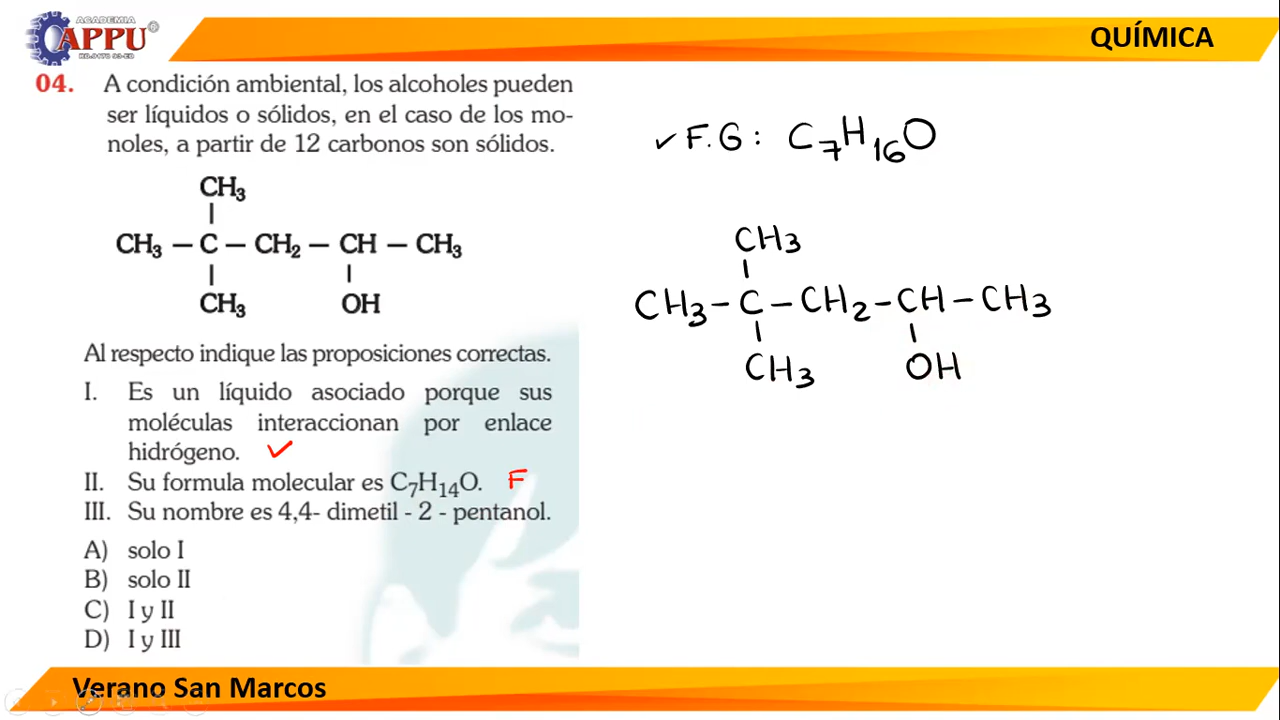 ACADEMIA
APPU®
RD.5076 93-ED
QUÍMICA
04. A condición ambiental, los alcoholes pueden
ser líquidos o sólidos, en el caso de los mo-
noles, a partir de 12 carbonos son sólidos.
CH₃
|
CH₃ – C – CH₂ – CH – CH₃
| |
CH₃ OH
Al respecto indique las proposiciones correctas.
I. Es un líquido asociado porque sus
moléculas interaccionan por enlace
hidrógeno. ✓
II. Su formula molecular es C₇H₁₄O. F
III. Su nombre es 4,4- dimetil - 2 - pentanol.
A) solo I
B) solo II
C) I y II
D) I y III
✓ F.G : C₇H₁₆O
CH₃
|
CH₃ – C – CH₂ – CH – CH₃
| |
CH₃ OH
Verano San Marcos